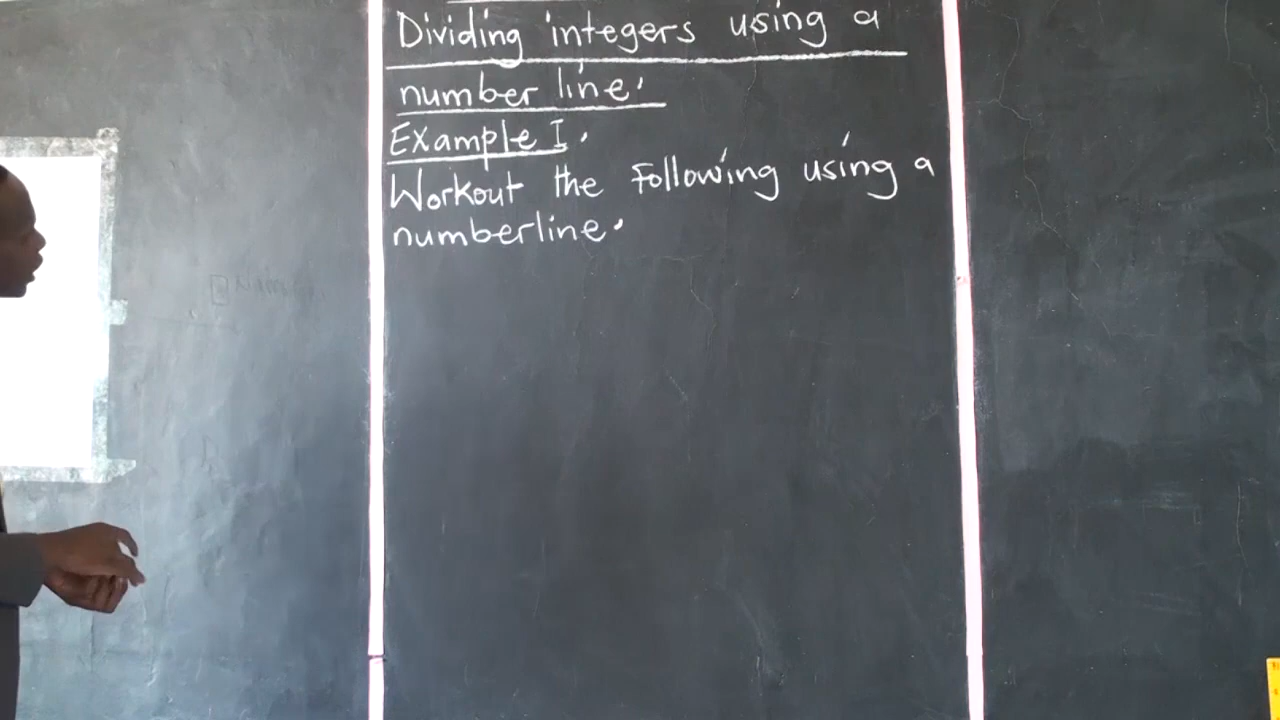 Dividing integers using a
number line.
Example I.
Workout the following using a
numberline.